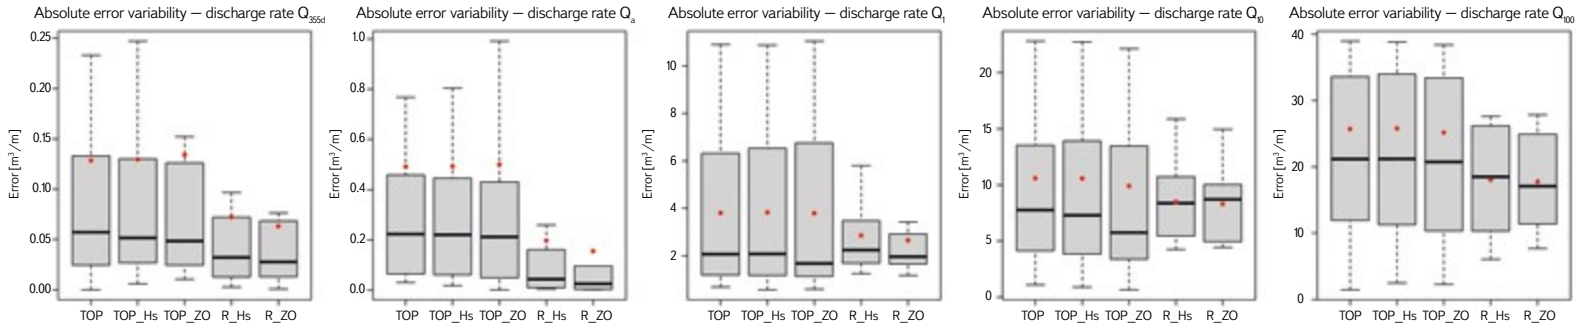 Absolute error variability — discharge rate Q355d
Error [m³/m]
0.25
0.20
0.15
0.10
0.05
0.00
TOP TOP_Hs TOP_ZO R_Hs R_ZO
Absolute error variability — discharge rate Qa
Error [m³/m]
1.0
0.8
0.6
0.4
0.2
0.0
TOP TOP_Hs TOP_ZO R_Hs R_ZO
Absolute error variability — discharge rate Q1
Error [m³/m]
10
8
6
4
2
TOP TOP_Hs TOP_ZO R_Hs R_ZO
Absolute error variability — discharge rate Q10
Error [m³/m]
20
15
10
5
0
TOP TOP_Hs TOP_ZO R_Hs R_ZO
Absolute error variability — discharge rate Q100
Error [m³/m]
40
30
20
10
0
TOP TOP_Hs TOP_ZO R_Hs R_ZO